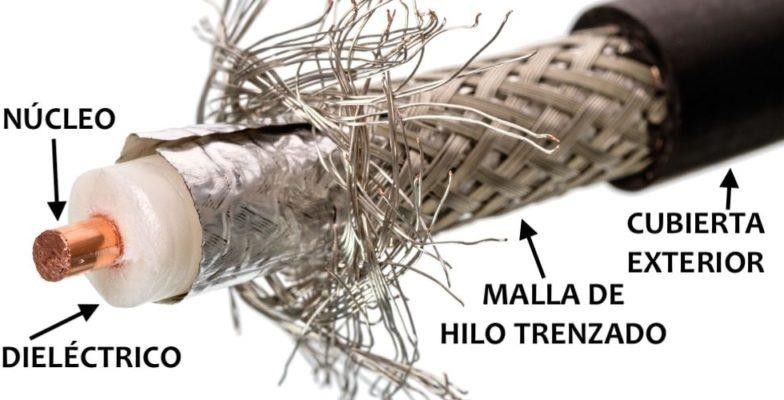 NÚCLEO
DIELÉCTRICO
MALLA DE
HILO TRENZADO
CUBIERTA
EXTERIOR